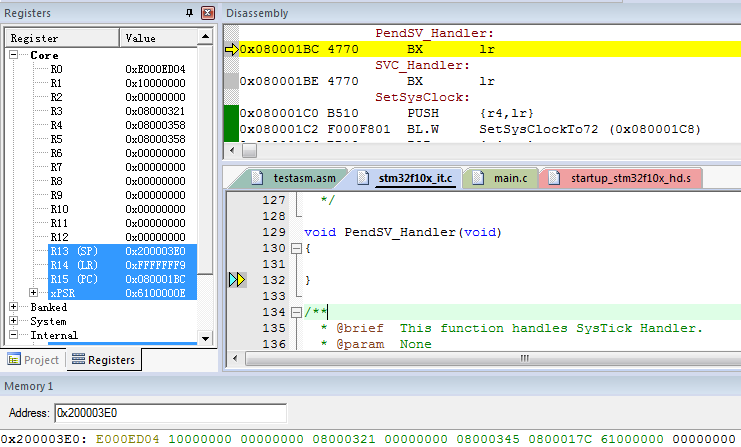 Registers
Register Value
Core
R0 0xE000ED04
R1 0x10000000
R2 0x00000000
R3 0x08000321
R4 0x08000358
R5 0x08000358
R6 0x00000000
R7 0x00000000
R8 0x00000000
R9 0x00000000
R10 0x00000000
R11 0x00000000
R12 0x00000000
R13 (SP) 0x200003E0
R14 (LR) 0xFFFFFFF9
R15 (PC) 0x080001BC
xPSR 0x6100000E
Banked
System
Internal
Project Registers
Disassembly
PendSV_Handler:
0x080001BC 4770 BX lr
SVC_Handler:
0x080001BE 4770 BX lr
SetSysClock:
0x080001C0 B510 PUSH {r4,lr}
0x080001C2 F000F801 BL.W SetSysClockTo72 (0x080001C8)
testasm.asm stm32f10x_it.c main.c startup_stm32f10x_hd.s
127 */
128
129 void PendSV_Handler(void)
130 {
131
132 }
133
134 /**
135 * @brief This function handles SysTick Handler.
136 * @param None
Memory 1
Address: 0x200003E0
0x200003E0: E000ED04 10000000 00000000 08000321 00000000 08000345 0800017C 61000000 00000000